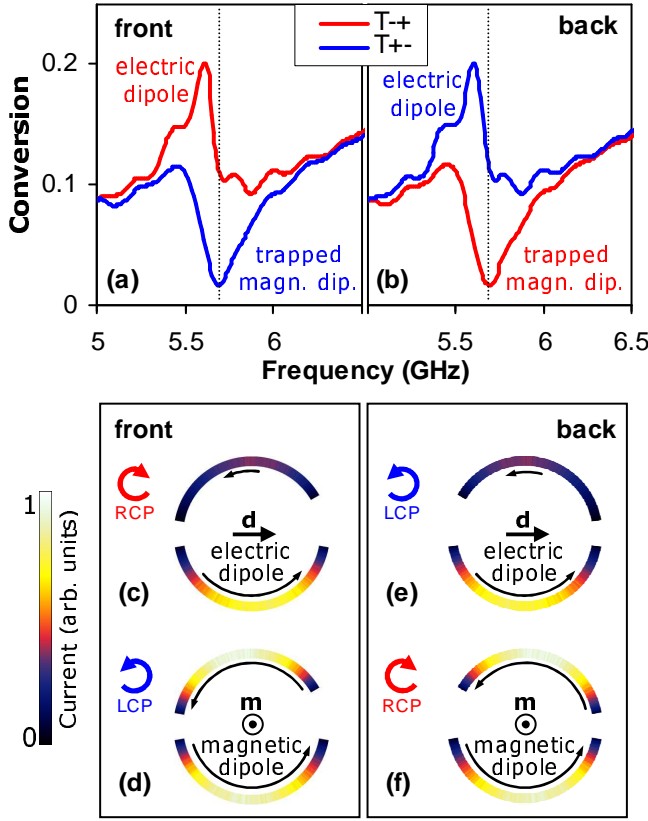 front
T-+
T+-
back
electric
dipole
electric
dipole
0.2
0.1
0
Conversion
trapped
magn. dip.
trapped
magn. dip.
(a)
(b)
5
5.5
6
5.5
6
6.5
Frequency (GHz)
front
back
RCP
d
electric
dipole
(c)
LCP
d
electric
dipole
(e)
1
0
Current (arb. units)
LCP
m
magnetic
dipole
(d)
RCP
m
magnetic
dipole
(f)